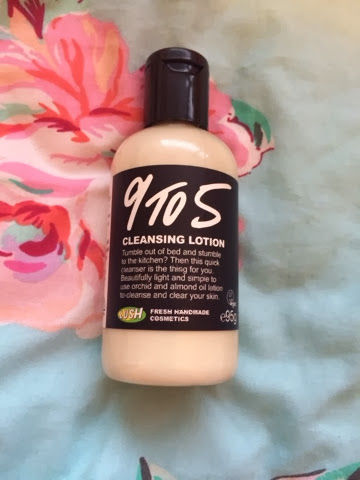 9 TO 5
CLEANSING LOTION
Tumble out of bed and stumble
to the kitchen? Then this quick
cleanser is the thing for you.
Beautifully light and simple to
use orchid and almond oil lotion
to cleanse and clear your skin.
LUSH
FRESH HANDMADE
COSMETICS
℮95g